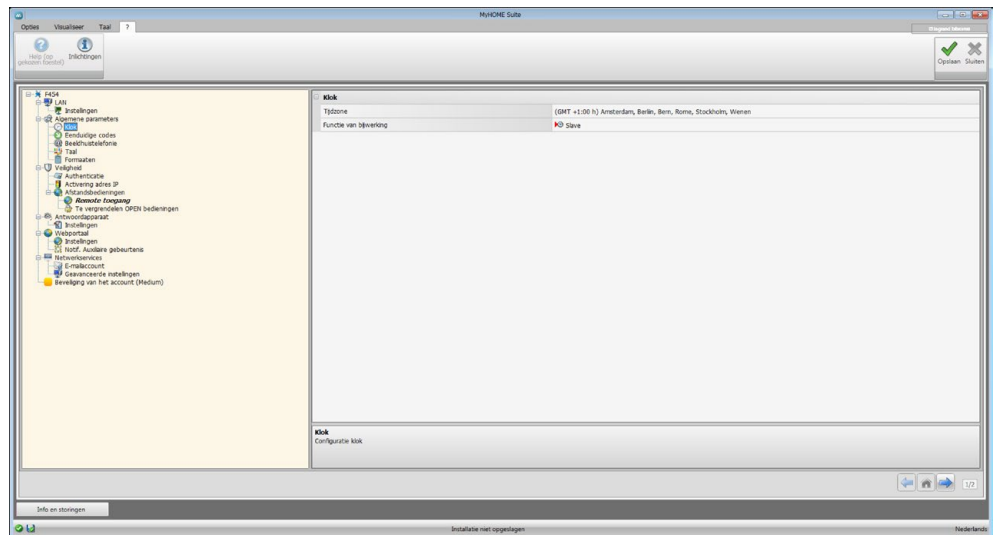 MyHOME Suite
Opties Visualiseer Taal ?
Help (op gekozen toestel)
Inlichtingen
Opslaan Sluiten
F454
LAN
Instellingen
Algemene parameters
Klok
Eenduidige codes
Beeldhuistelefonie
Taal
Formaaten
Veiligheid
Authenticatie
Activering adres IP
Afstandsbedieningen
Remote toegang
Te vergrendelen OPEN bedieningen
Antwoordapparaat
Instellingen
Webportaal
Instellingen
Notif. Auxiliaire gebeurtenis
Netwerkservices
E-mailaccount
Geavanceerde instellingen
Beveiliging van het account (Medium)
Klok
Tijdzone (GMT +1:00 h) Amsterdam, Berlin, Bern, Rome, Stockholm, Wenen
Functie van bijwerking Slave
Klok
Configuratie klok
1/2
Info en storingen
Installatie niet opgeslagen
Nederlands